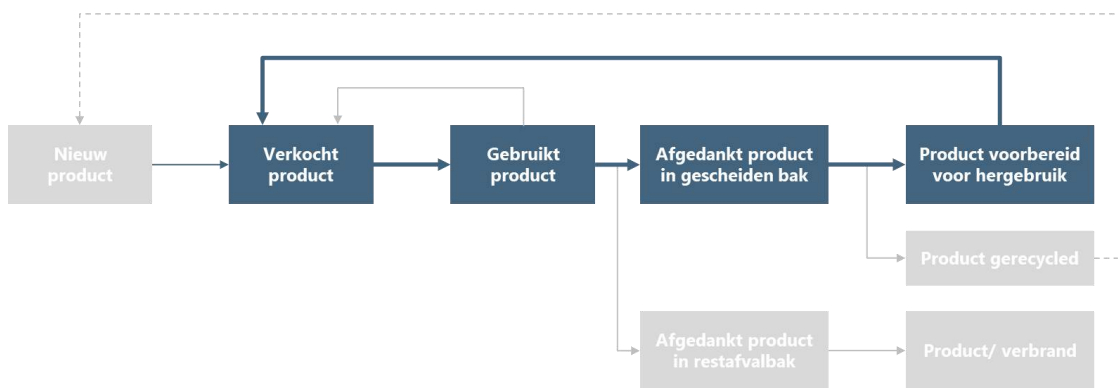 Nieuw
product
Verkocht
product
Gebruikt
product
Afgedankt product
in gescheiden bak
Product voorbereid
voor hergebruik
Product gerecycled
Afgedankt product
in restafvalbak
Product/ verbrand